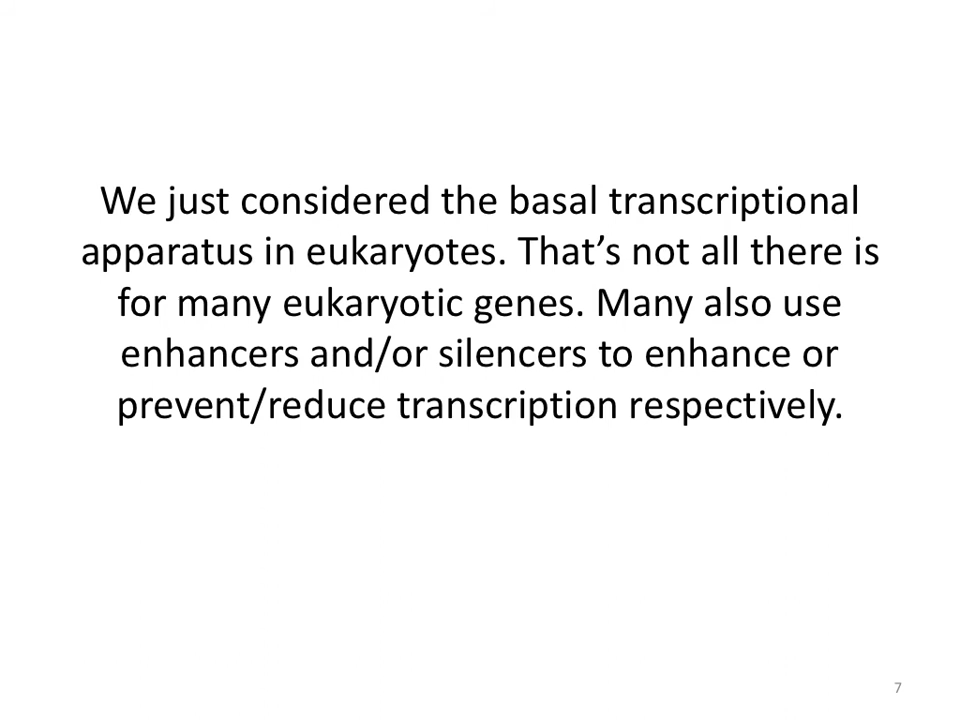 We just considered the basal transcriptional
apparatus in eukaryotes. That’s not all there is
for many eukaryotic genes. Many also use
enhancers and/or silencers to enhance or
prevent/reduce transcription respectively.
7